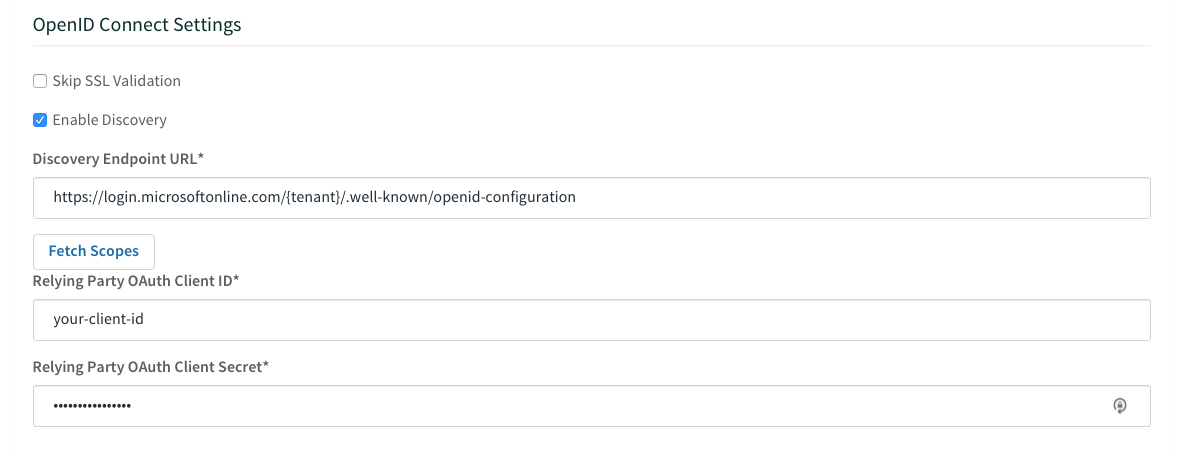 OpenID Connect Settings
Skip SSL Validation
Enable Discovery
Discovery Endpoint URL*
https://login.microsoftonline.com/{tenant}/.well-known/openid-configuration
Fetch Scopes
Relying Party OAuth Client ID*
your-client-id
Relying Party OAuth Client Secret*
••••••••••••••••